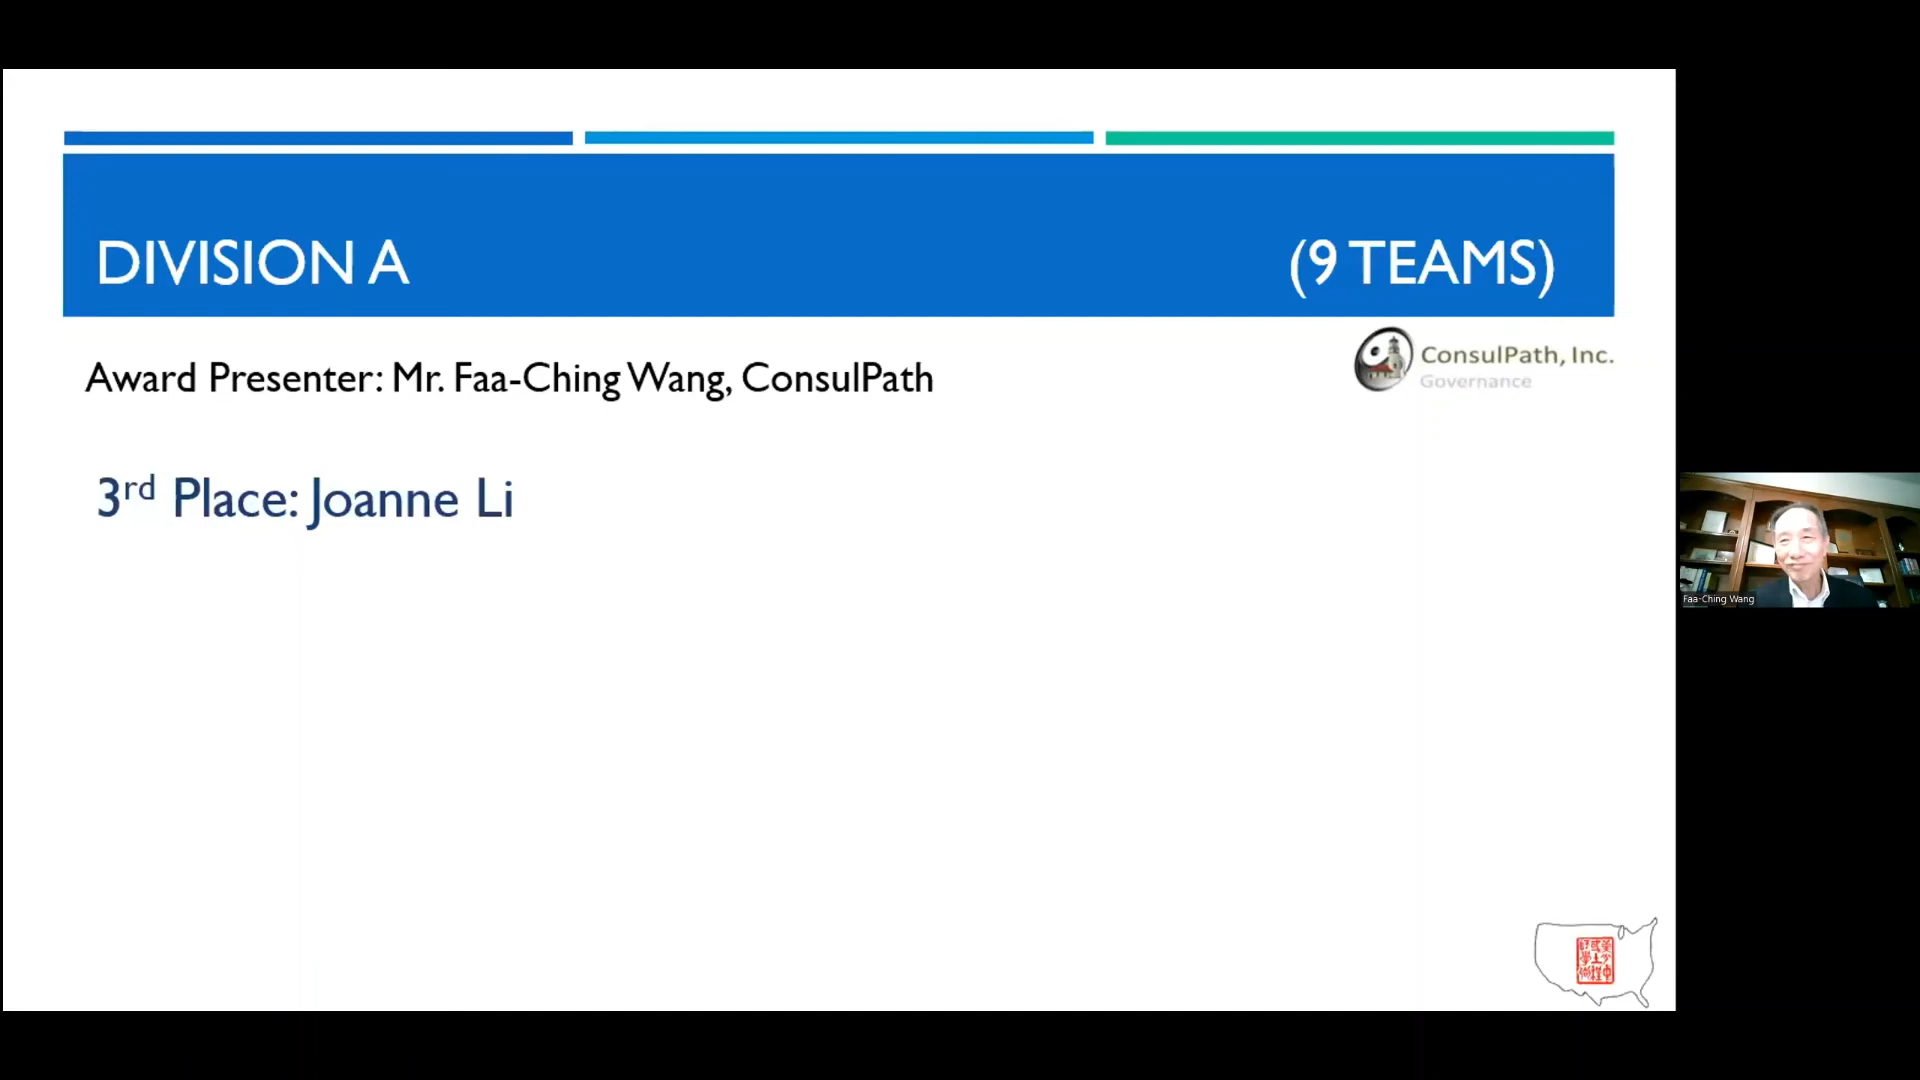 DIVISION A (9 TEAMS)
ConsulPath, Inc.
Governance
Award Presenter: Mr. Faa-Ching Wang, ConsulPath
3rd Place: Joanne Li
Faa-Ching Wang